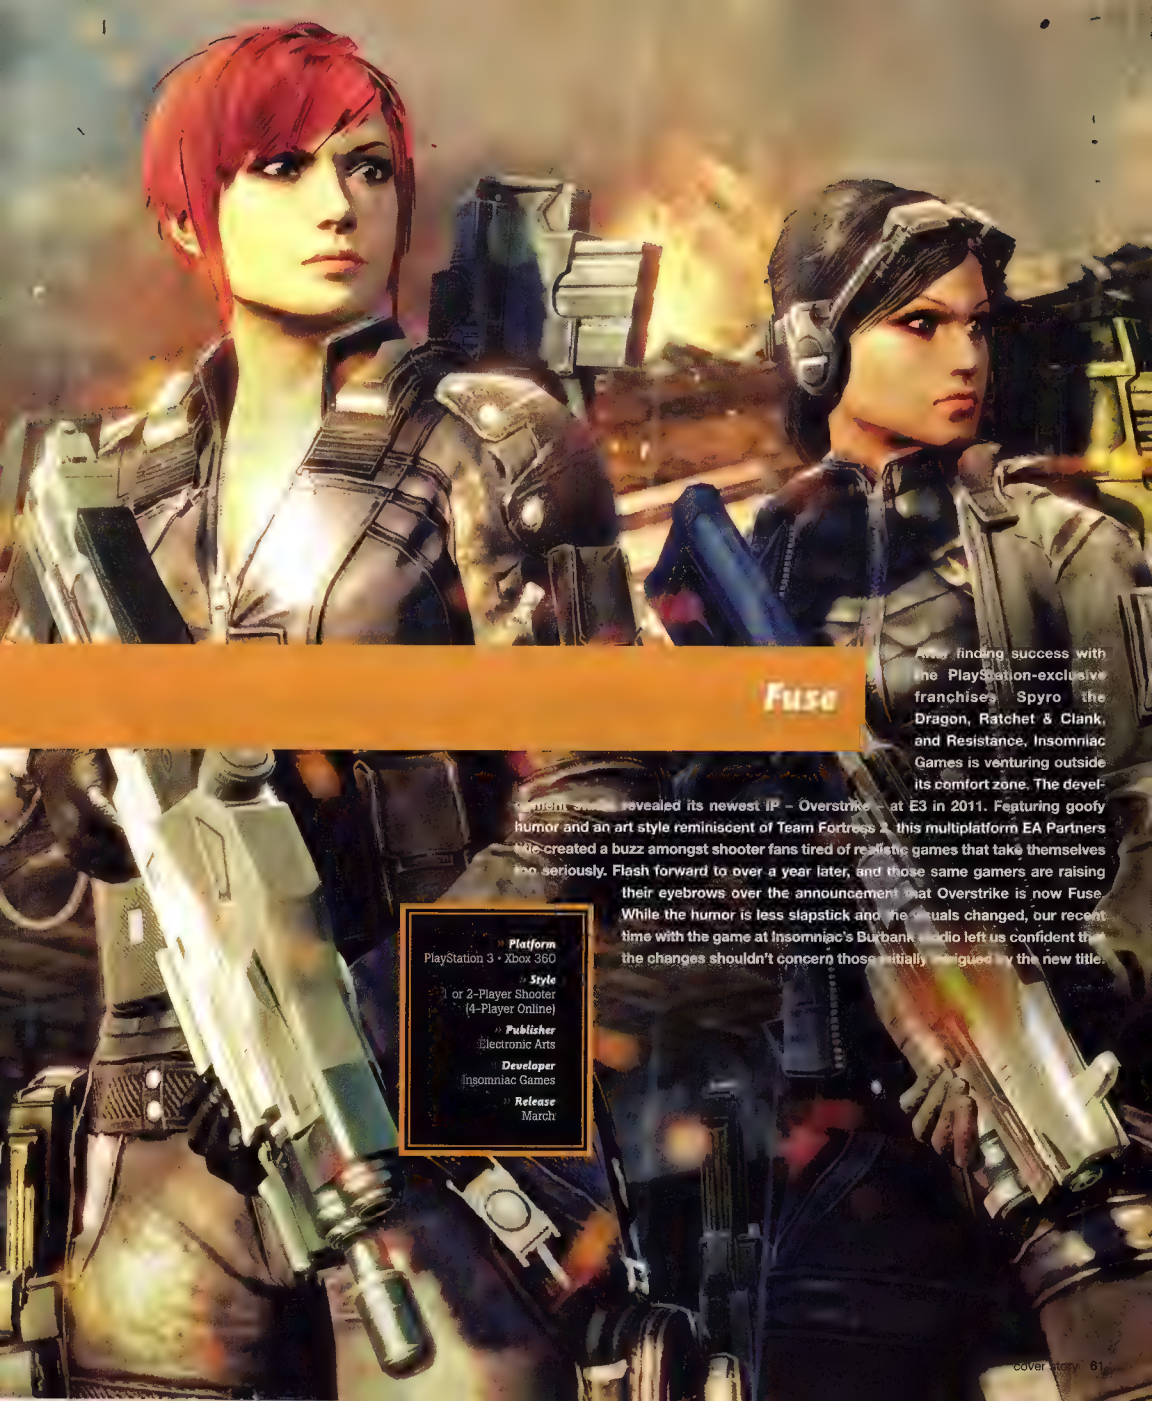 Fuse
After finding success with
the PlayStation-exclusive
franchises Spyro the
Dragon, Ratchet & Clank,
and Resistance, Insomniac
Games is venturing outside
its comfort zone. The devel-
opment studio revealed its newest IP – Overstrike – at E3 in 2011. Featuring goofy
humor and an art style reminiscent of Team Fortress 2, this multiplatform EA Partners
title created a buzz amongst shooter fans tired of realistic games that take themselves
too seriously. Flash forward to over a year later, and those same gamers are raising
their eyebrows over the announcement that Overstrike is now Fuse.
While the humor is less slapstick and the visuals changed, our recent
time with the game at Insomniac's Burbank studio left us confident that
the changes shouldn't concern those initially intrigued by the new title.
» Platform
PlayStation 3 • Xbox 360
» Style
1 or 2-Player Shooter
(4-Player Online)
» Publisher
Electronic Arts
» Developer
Insomniac Games
» Release
March
cover story 61